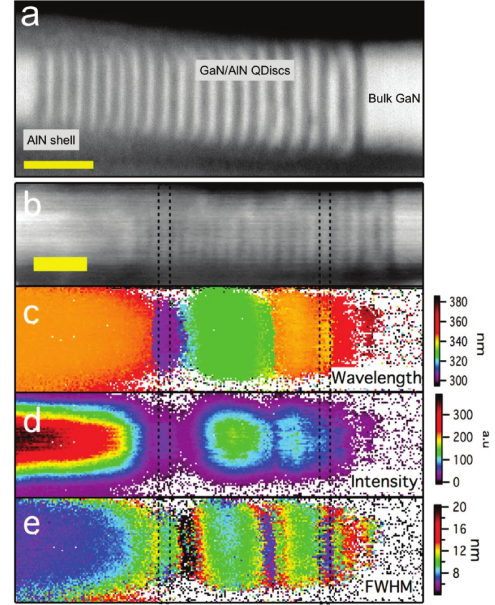 a
GaN/AlN QDiscs
Bulk GaN
AlN shell
b
c
Wavelength
380
360
340
320
300
nm
d
Intensity
300
200
100
0
a.u
e
FWHM
20
16
12
8
nm